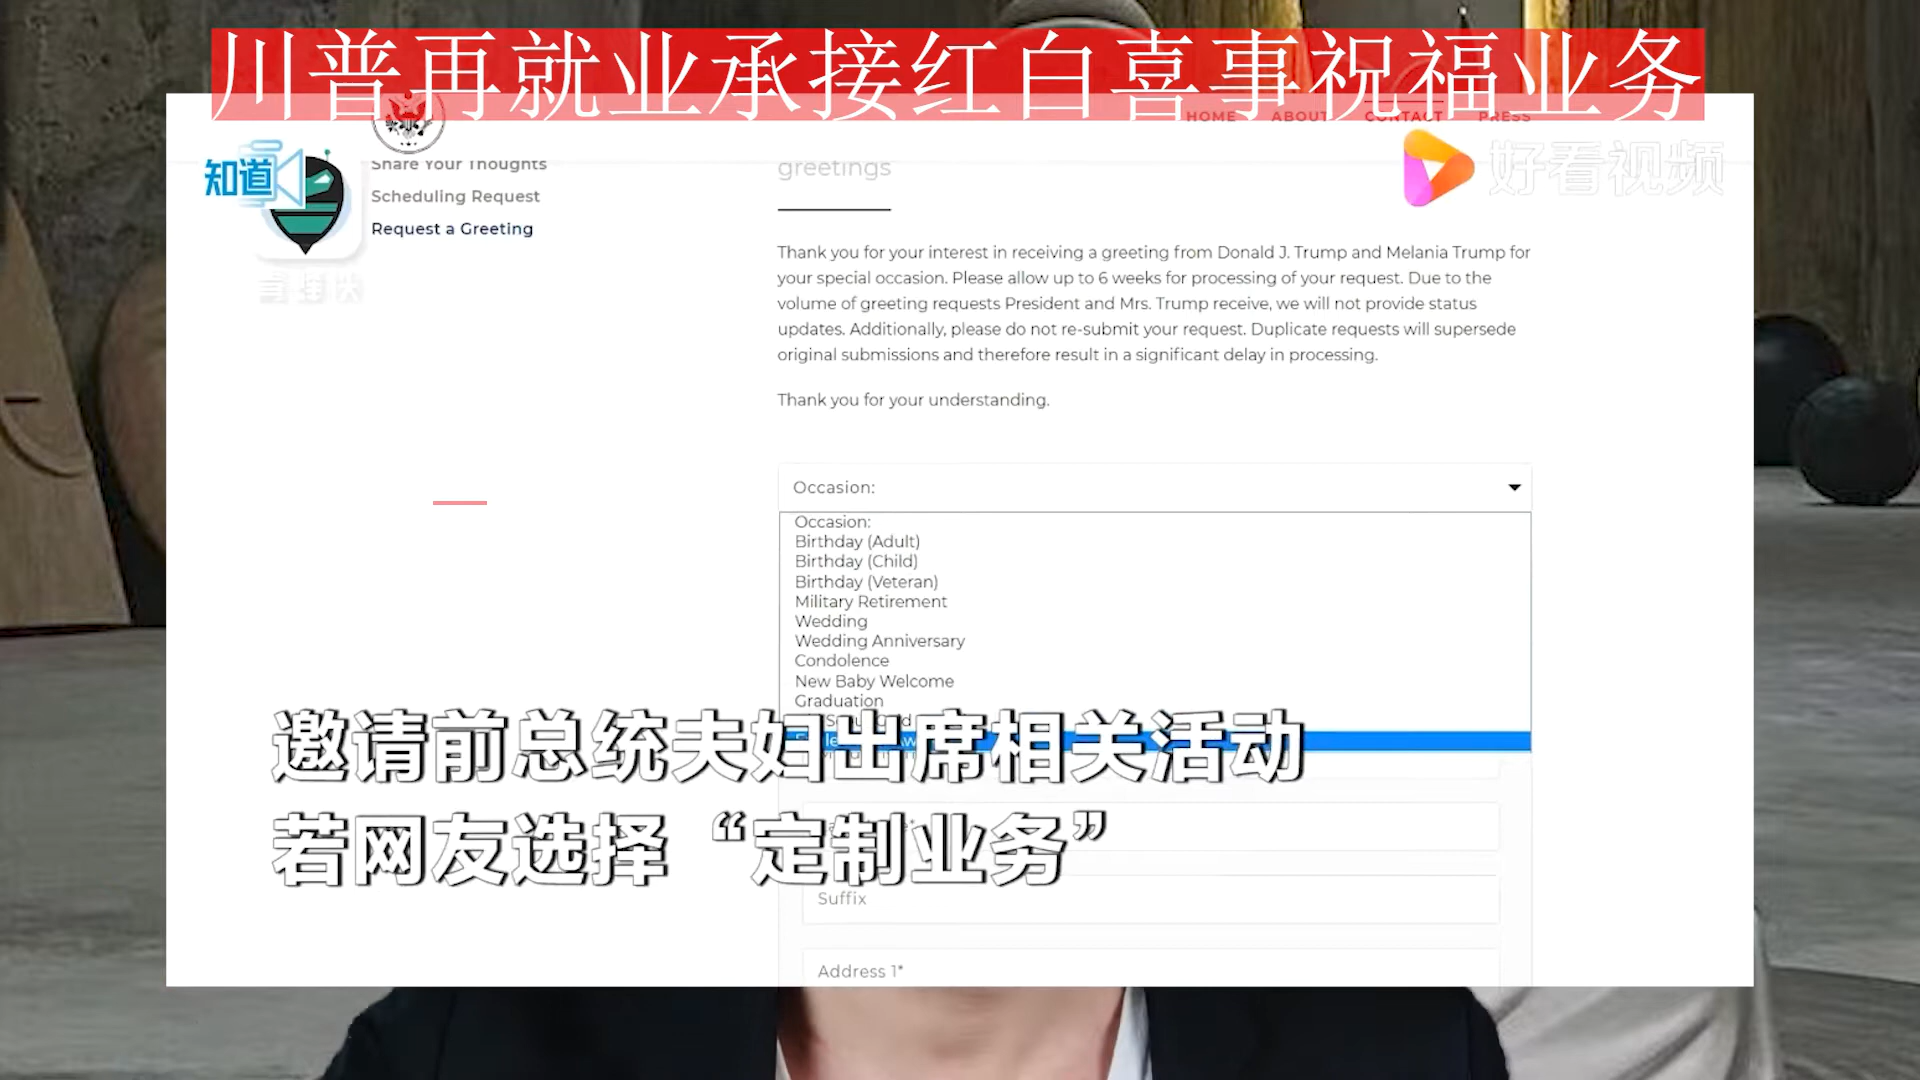 川普再就业承接红白喜事祝福业务
HOME ABOUT CONTACT PRESS
知道
好看视频
Share Your Thoughts
Scheduling Request
Request a Greeting
greetings
Thank you for your interest in receiving a greeting from Donald J. Trump and Melania Trump for
your special occasion. Please allow up to 6 weeks for processing of your request. Due to the
volume of greeting requests President and Mrs. Trump receive, we will not provide status
updates. Additionally, please do not re-submit your request. Duplicate requests will supersede
original submissions and therefore result in a significant delay in processing.
Thank you for your understanding.
Occasion:
Occasion:
Birthday (Adult)
Birthday (Child)
Birthday (Veteran)
Military Retirement
Wedding
Wedding Anniversary
Condolence
New Baby Welcome
Graduation
邀请前总统夫妇出席相关活动
若网友选择“定制业务”
Suffix
Address 1*